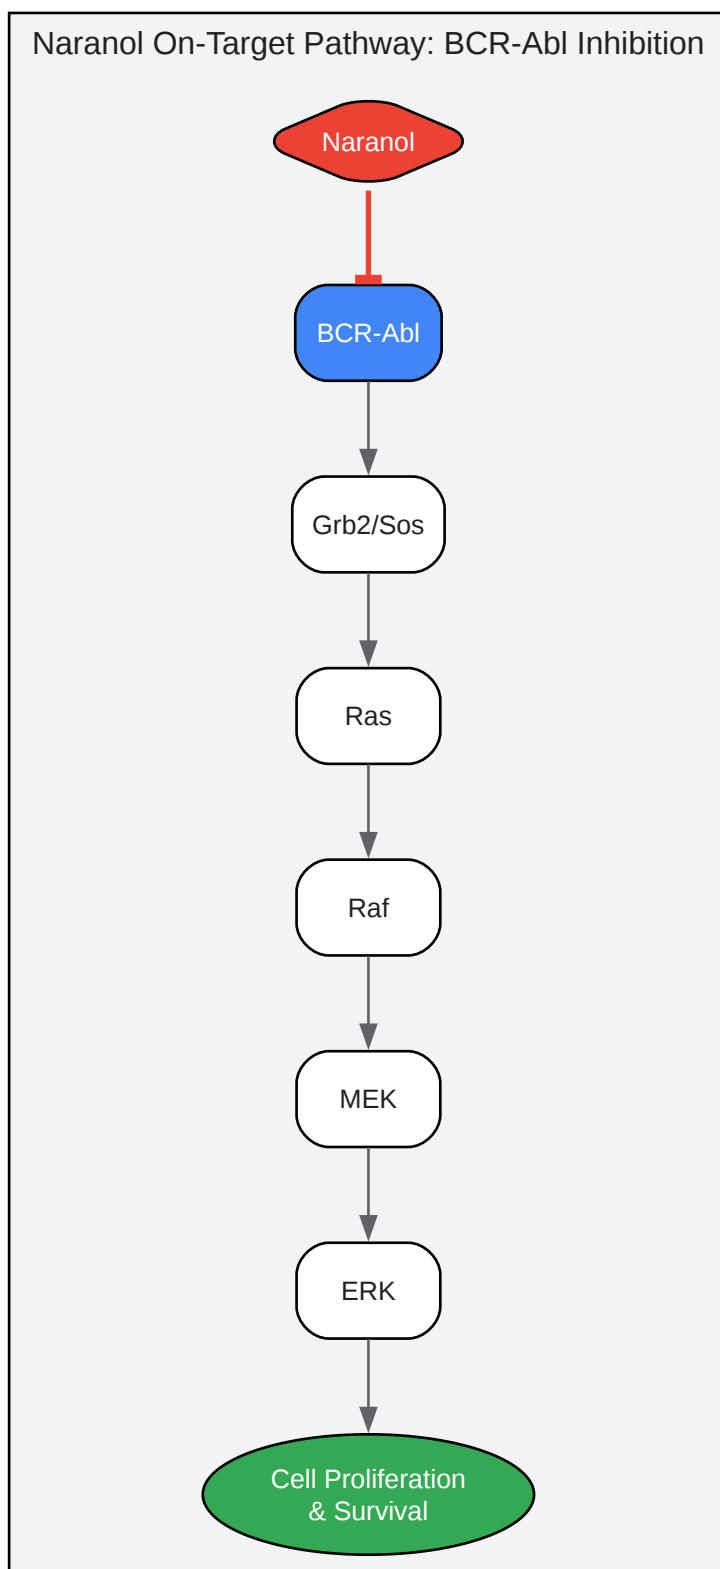 Naranol On-Target Pathway: BCR-Abl Inhibition
Naranol
BCR-Abl
Grb2/Sos
Ras
Raf
MEK
ERK
Cell Proliferation
& Survival